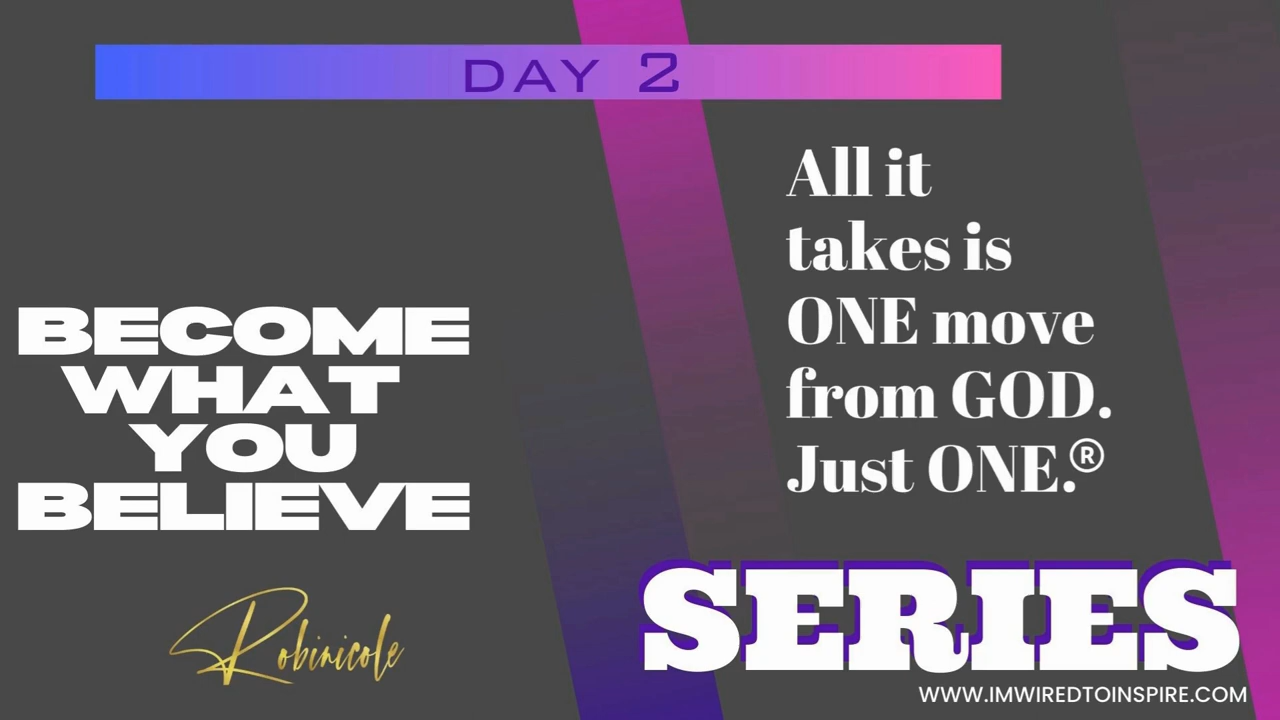 DAY 2
All it
takes is
ONE move
from GOD.
Just ONE.®
BECOME
WHAT
YOU
BELIEVE
Robinicole
SERIES
WWW.IMWIREDTOINSPIRE.COM